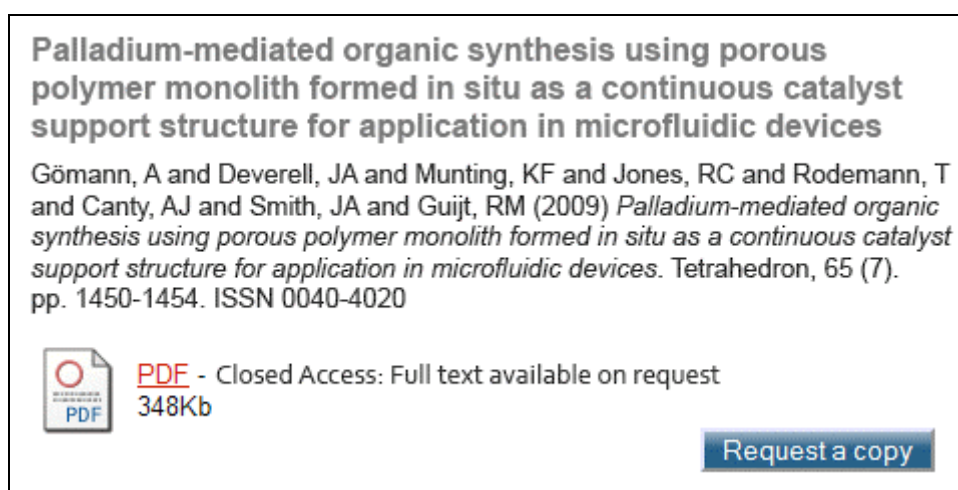 Palladium-mediated organic synthesis using porous
polymer monolith formed in situ as a continuous catalyst
support structure for application in microfluidic devices
Gömann, A and Deverell, JA and Munting, KF and Jones, RC and Rodemann, T
and Canty, AJ and Smith, JA and Guijt, RM (2009) Palladium-mediated organic
synthesis using porous polymer monolith formed in situ as a continuous catalyst
support structure for application in microfluidic devices. Tetrahedron, 65 (7).
pp. 1450-1454. ISSN 0040-4020
PDF
PDF - Closed Access: Full text available on request
348Kb
Request a copy